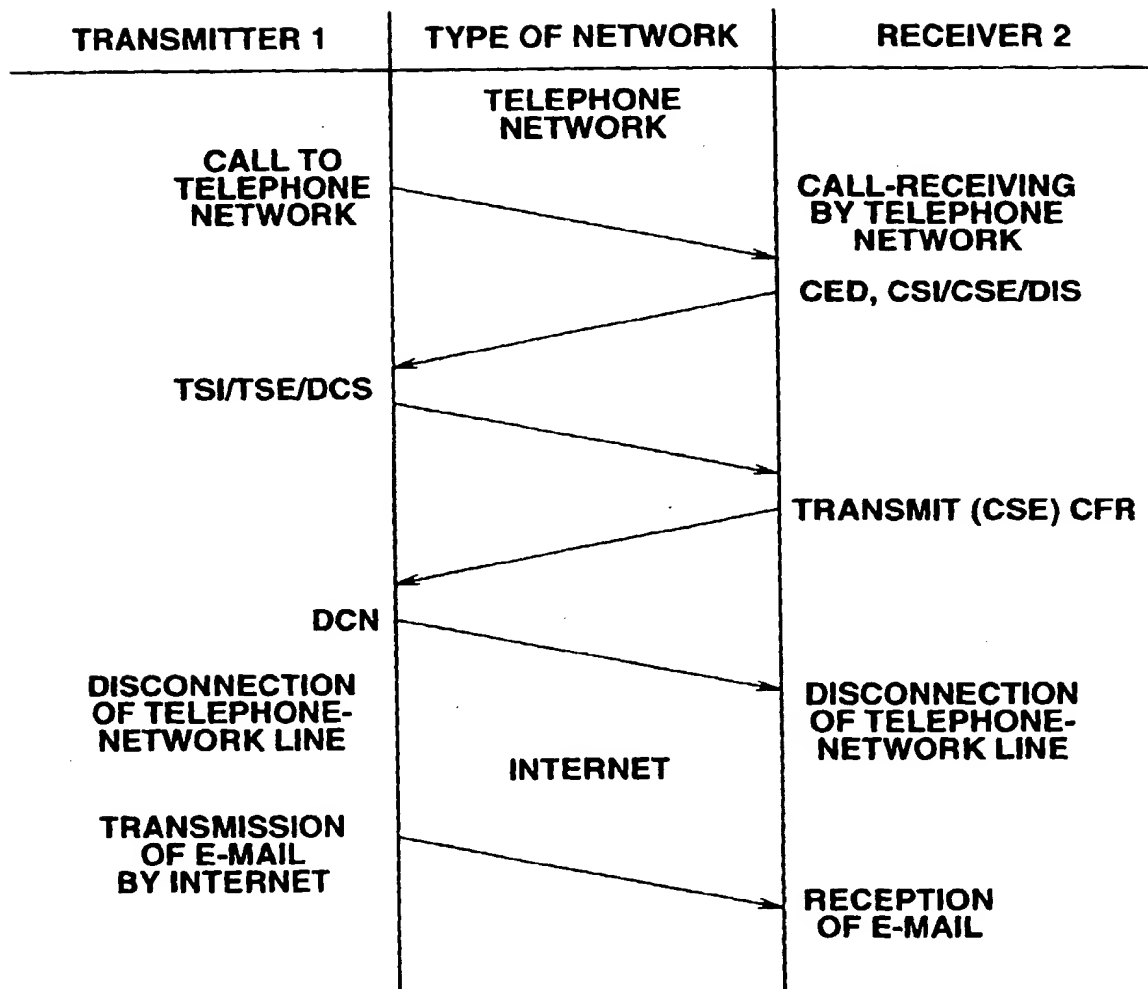 TRANSMITTER 1
TYPE OF NETWORK
RECEIVER 2
TELEPHONE
NETWORK
CALL TO
TELEPHONE
NETWORK
CALL-RECEIVING
BY TELEPHONE
NETWORK
CED, CSI/CSE/DIS
TSI/TSE/DCS
TRANSMIT (CSE) CFR
DCN
DISCONNECTION
OF TELEPHONE-
NETWORK LINE
DISCONNECTION
OF TELEPHONE-
NETWORK LINE
INTERNET
TRANSMISSION
OF E-MAIL
BY INTERNET
RECEPTION
OF E-MAIL